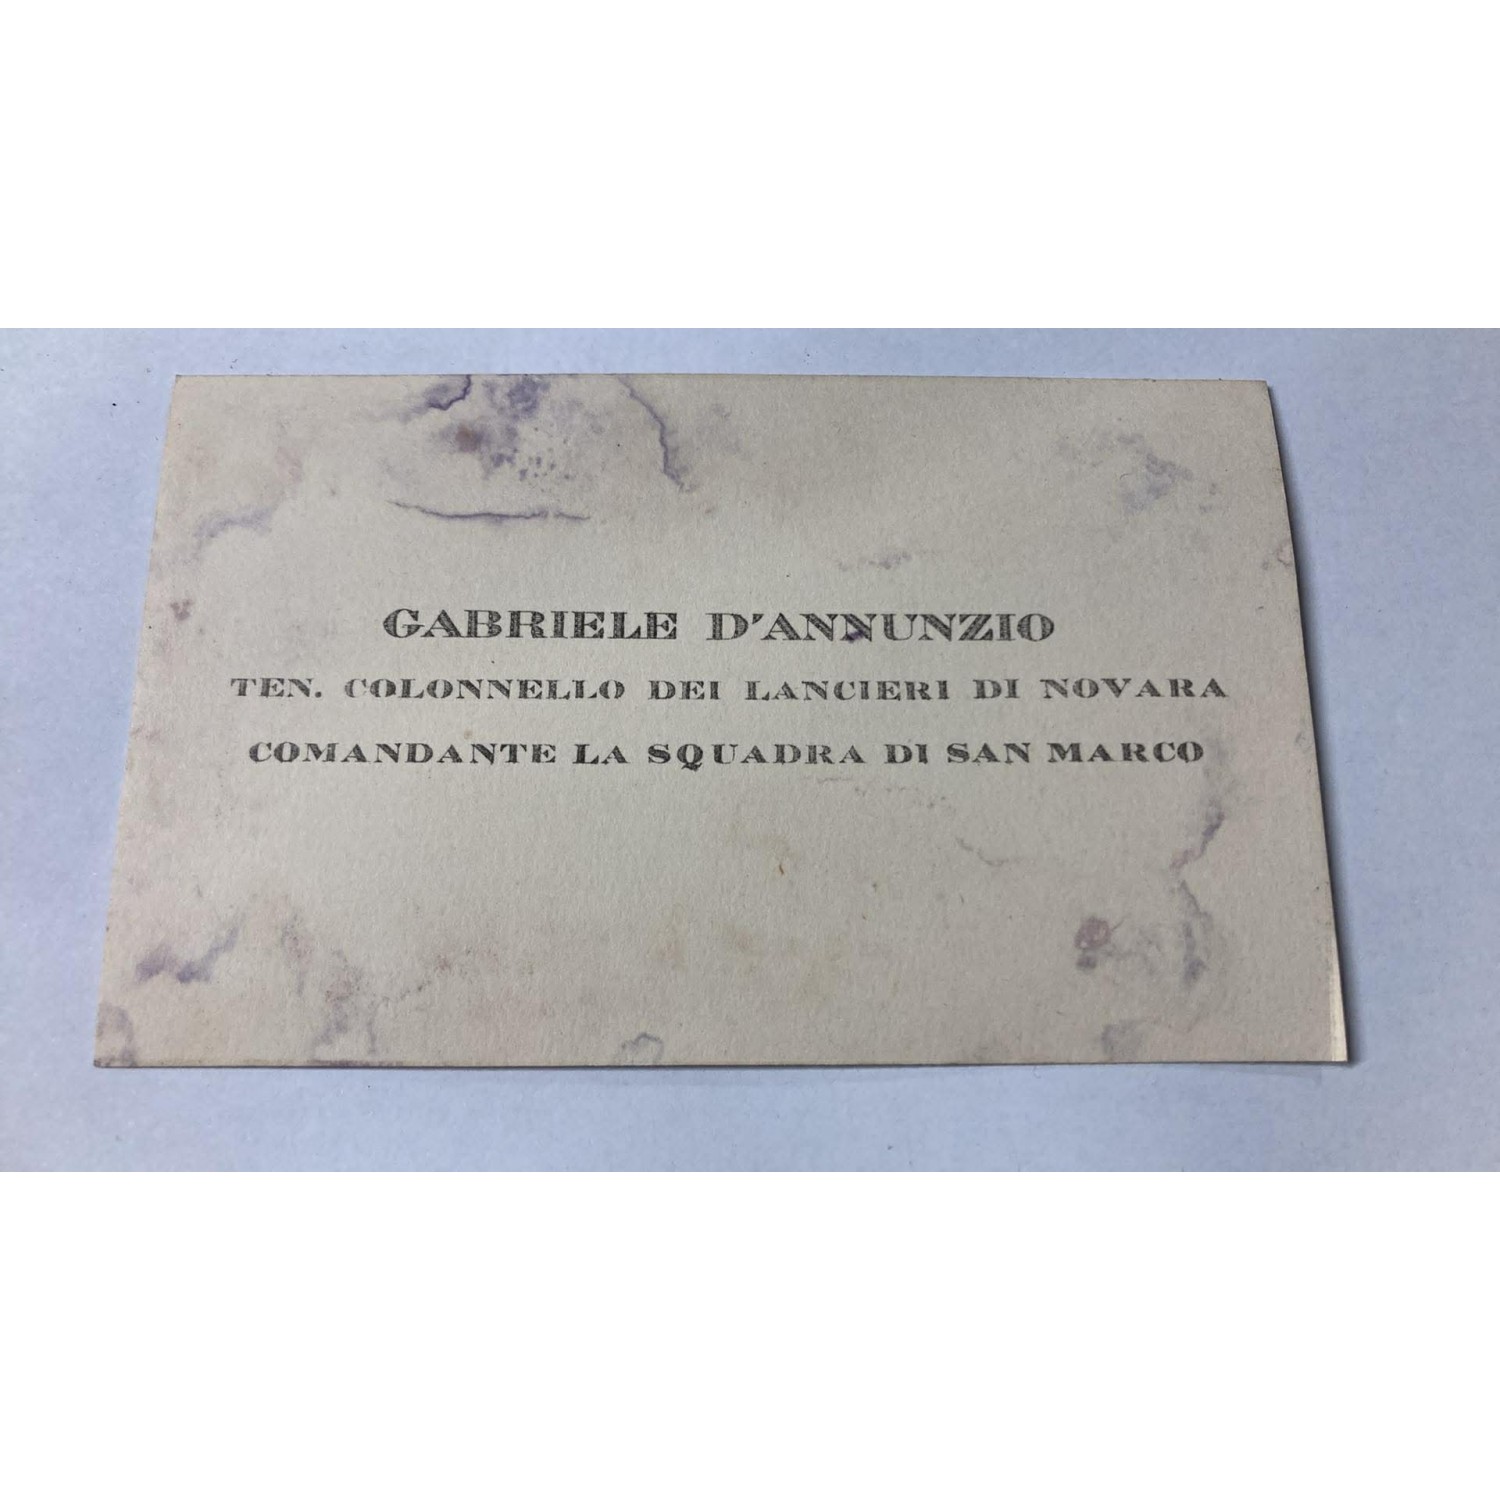 GABRIELE D'ANNUNZIO
TEN. COLONNELLO DEI LANCIERI DI NOVARA
COMANDANTE LA SQUADRA DI SAN MARCO